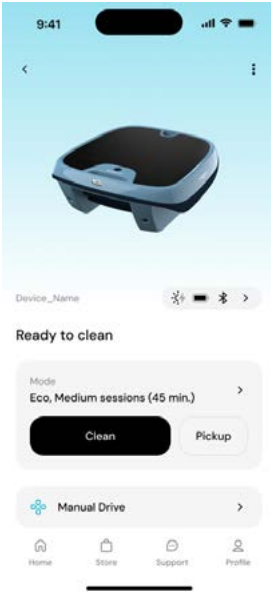 9:41
Device_Name
Ready to clean
Mode
Eco, Medium sessions (45 min.)
Clean
Pickup
Manual Drive
Home
Store
Support
Profile